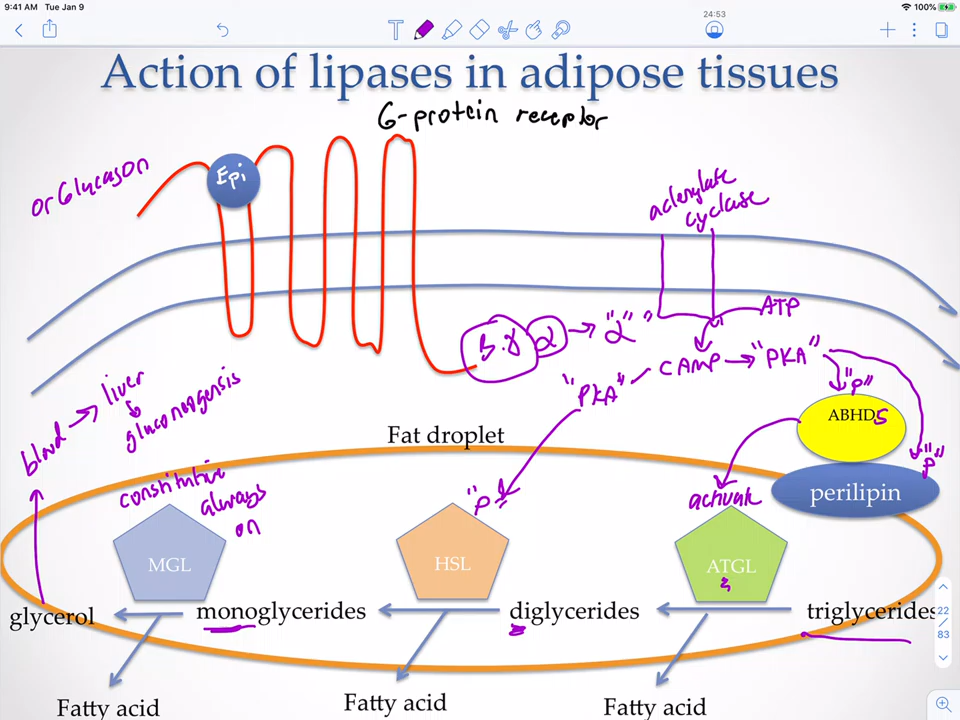 9:41 AM Tue Jan 9
100%
24:53
Action of lipases in adipose tissues
G-protein receptor
or Glucagon
Epi
adenylate
cyclase
ATP
β.γ α → "α"
"PKA" cAMP → "PKA"
"P"
ABHD5
"P"
perilipin
blood → liver
gluconeogensis
Fat droplet
constitutive
always
on
"P"
activate
MGL
HSL
ATGL
glycerol
monoglycerides
diglycerides
triglycerides
Fatty acid
Fatty acid
Fatty acid
22
/
83